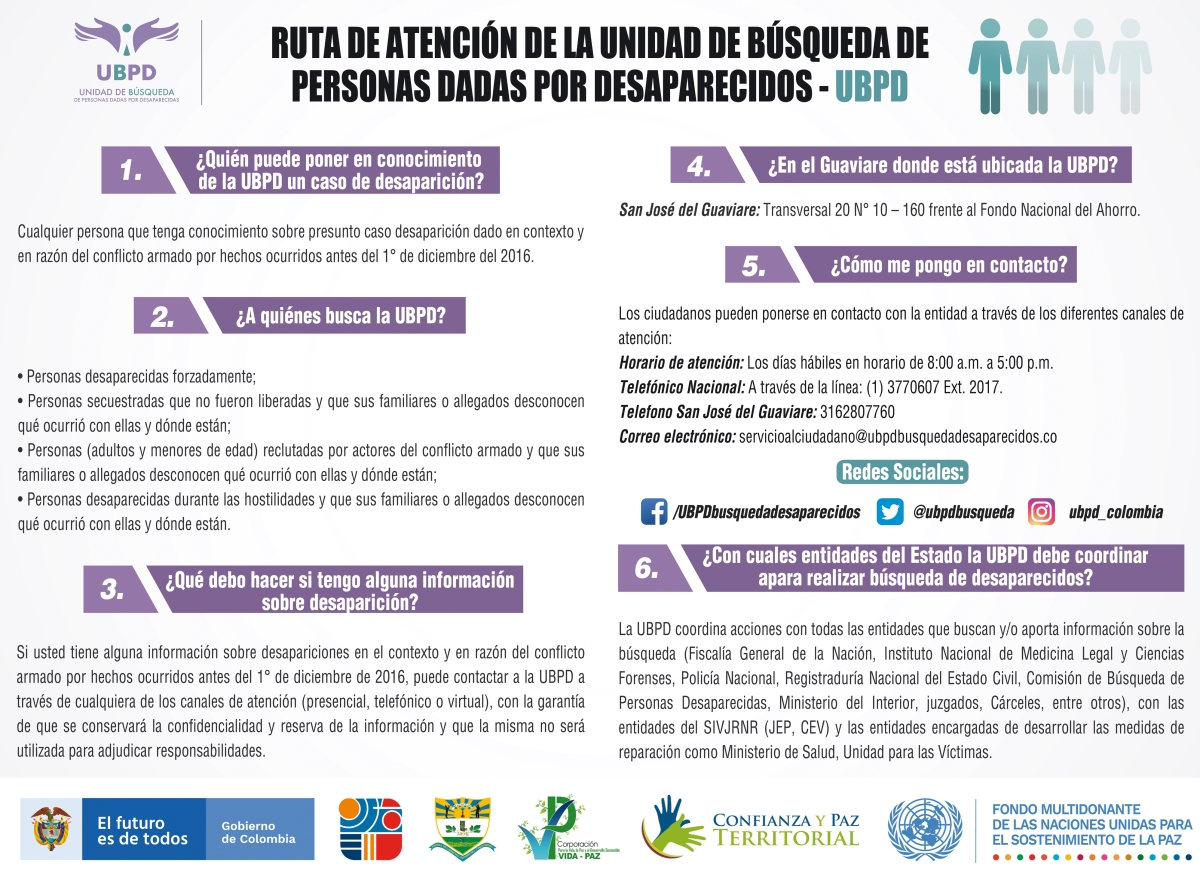 UBPD
UNIDAD DE BÚSQUEDA
DE PERSONAS DADAS POR DESAPARECIDAS
RUTA DE ATENCIÓN DE LA UNIDAD DE BÚSQUEDA DE
PERSONAS DADAS POR DESAPARECIDOS - UBPD
1.
¿Quién puede poner en conocimiento
de la UBPD un caso de desaparición?
Cualquier persona que tenga conocimiento sobre presunto caso desaparición dado en contexto y
en razón del conflicto armado por hechos ocurridos antes del 1° de diciembre del 2016.
2.
¿A quiénes busca la UBPD?
• Personas desaparecidas forzadamente;
• Personas secuestradas que no fueron liberadas y que sus familiares o allegados desconocen
qué ocurrió con ellas y dónde están;
• Personas (adultos y menores de edad) reclutadas por actores del conflicto armado y que sus
familiares o allegados desconocen qué ocurrió con ellas y dónde están;
• Personas desaparecidas durante las hostilidades y que sus familiares o allegados desconocen
qué ocurrió con ellas y dónde están.
3.
¿Qué debo hacer si tengo alguna información
sobre desaparición?
Si usted tiene alguna información sobre desapariciones en el contexto y en razón del conflicto
armado por hechos ocurridos antes del 1° de diciembre de 2016, puede contactar a la UBPD a
través de cualquiera de los canales de atención (presencial, telefónico o virtual), con la garantía
de que se conservará la confidencialidad y reserva de la información y que la misma no será
utilizada para adjudicar responsabilidades.
4.
¿En el Guaviare donde está ubicada la UBPD?
San José del Guaviare: Transversal 20 N° 10 – 160 frente al Fondo Nacional del Ahorro.
5.
¿Cómo me pongo en contacto?
Los ciudadanos pueden ponerse en contacto con la entidad a través de los diferentes canales de
atención:
Horario de atención: Los días hábiles en horario de 8:00 a.m. a 5:00 p.m.
Telefónico Nacional: A través de la línea: (1) 3770607 Ext. 2017.
Telefono San José del Guaviare: 3162807760
Correo electrónico: servicioalciudadano@ubpdbusquedadesaparecidos.co
Redes Sociales:
/UBPDbusquedadesaparecidos @ubpdbusqueda ubpd_colombia
6.
¿Con cuales entidades del Estado la UBPD debe coordinar
apara realizar búsqueda de desaparecidos?
La UBPD coordina acciones con todas las entidades que buscan y/o aporta información sobre la
búsqueda (Fiscalía General de la Nación, Instituto Nacional de Medicina Legal y Ciencias
Forenses, Policía Nacional, Registraduría Nacional del Estado Civil, Comisión de Búsqueda de
Personas Desaparecidas, Ministerio del Interior, juzgados, Cárceles, entre otros), con las
entidades del SIVJRNR (JEP, CEV) y las entidades encargadas de desarrollar las medidas de
reparación como Ministerio de Salud, Unidad para las Víctimas.
El futuro
es de todos
Gobierno
de Colombia
Corporación
VIDA - PAZ
CONFIANZA Y PAZ
TERRITORIAL
FONDO MULTIDONANTE
DE LAS NACIONES UNIDAS PARA
EL SOSTENIMIENTO DE LA PAZ